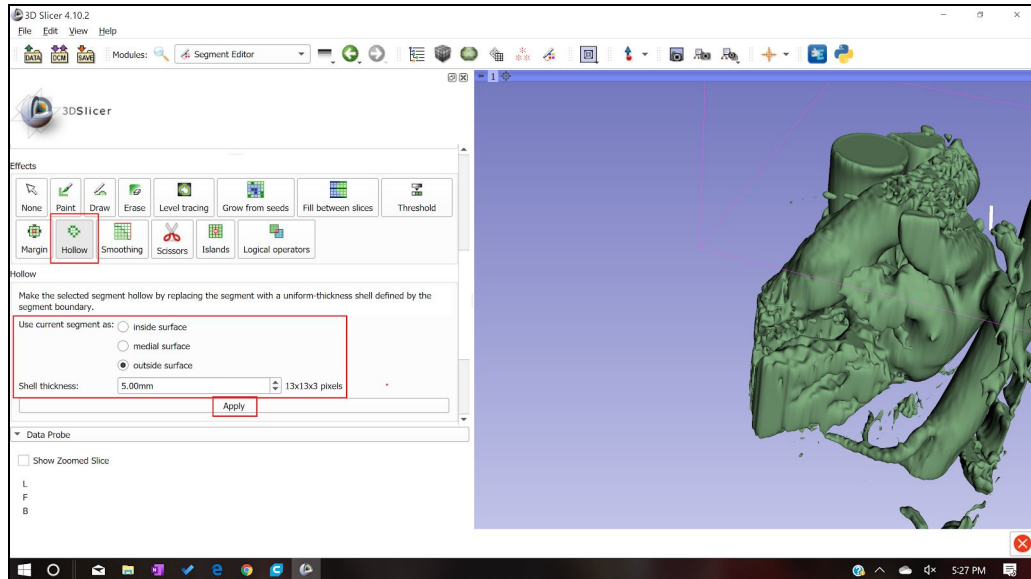 3D Slicer 4.10.2
File Edit View Help
DATA DCM SAVE Modules: Segment Editor
1
3DSlicer
Effects
None Paint Draw Erase Level tracing Grow from seeds Fill between slices Threshold
Margin Hollow Smoothing Scissors Islands Logical operators
Hollow
Make the selected segment hollow by replacing the segment with a uniform-thickness shell defined by the
segment boundary.
Use current segment as: inside surface
medial surface
outside surface
Shell thickness: 5.00mm 13x13x3 pixels
Apply
Data Probe
Show Zoomed Slice
L
F
B
5:27 PM